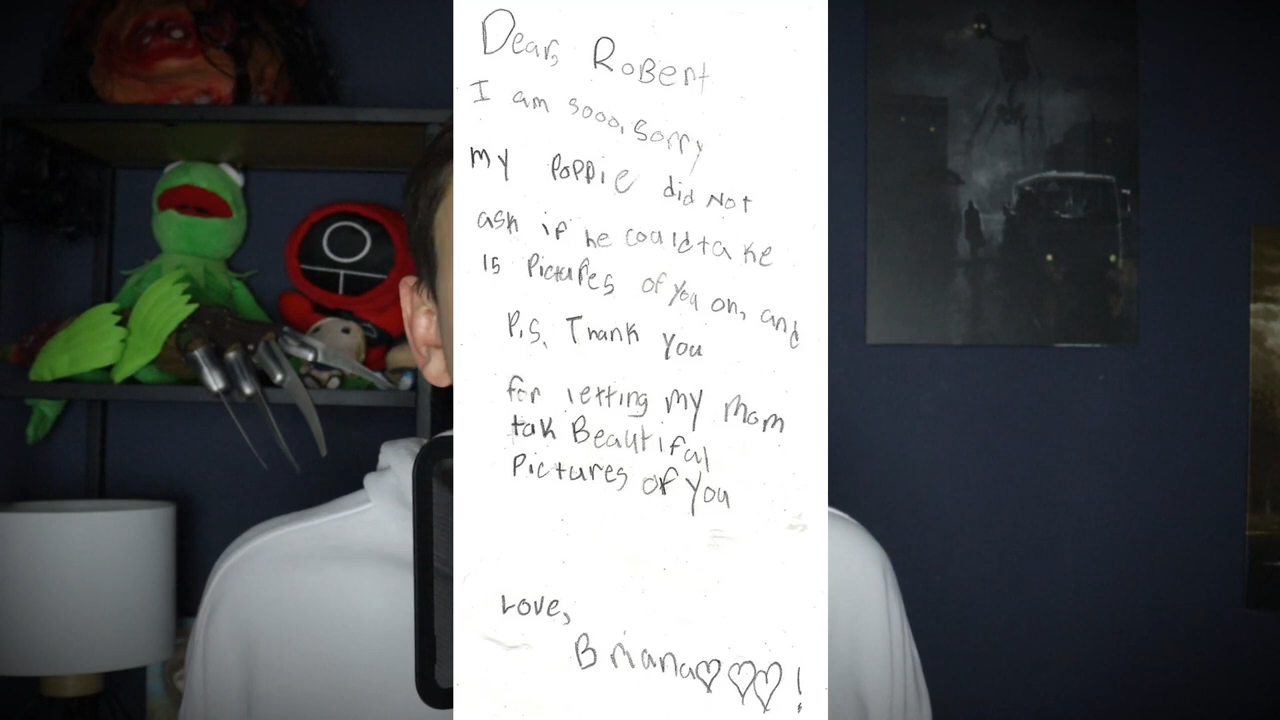 Dear, Robert
I am sooo, sorry
my Poppie did Not
ask if he could take
15 Pictures of you on, and
P.S. Thank you
for letting my mom
tak Beautiful
Pictures of you
Love,
Briana♡♡♡!